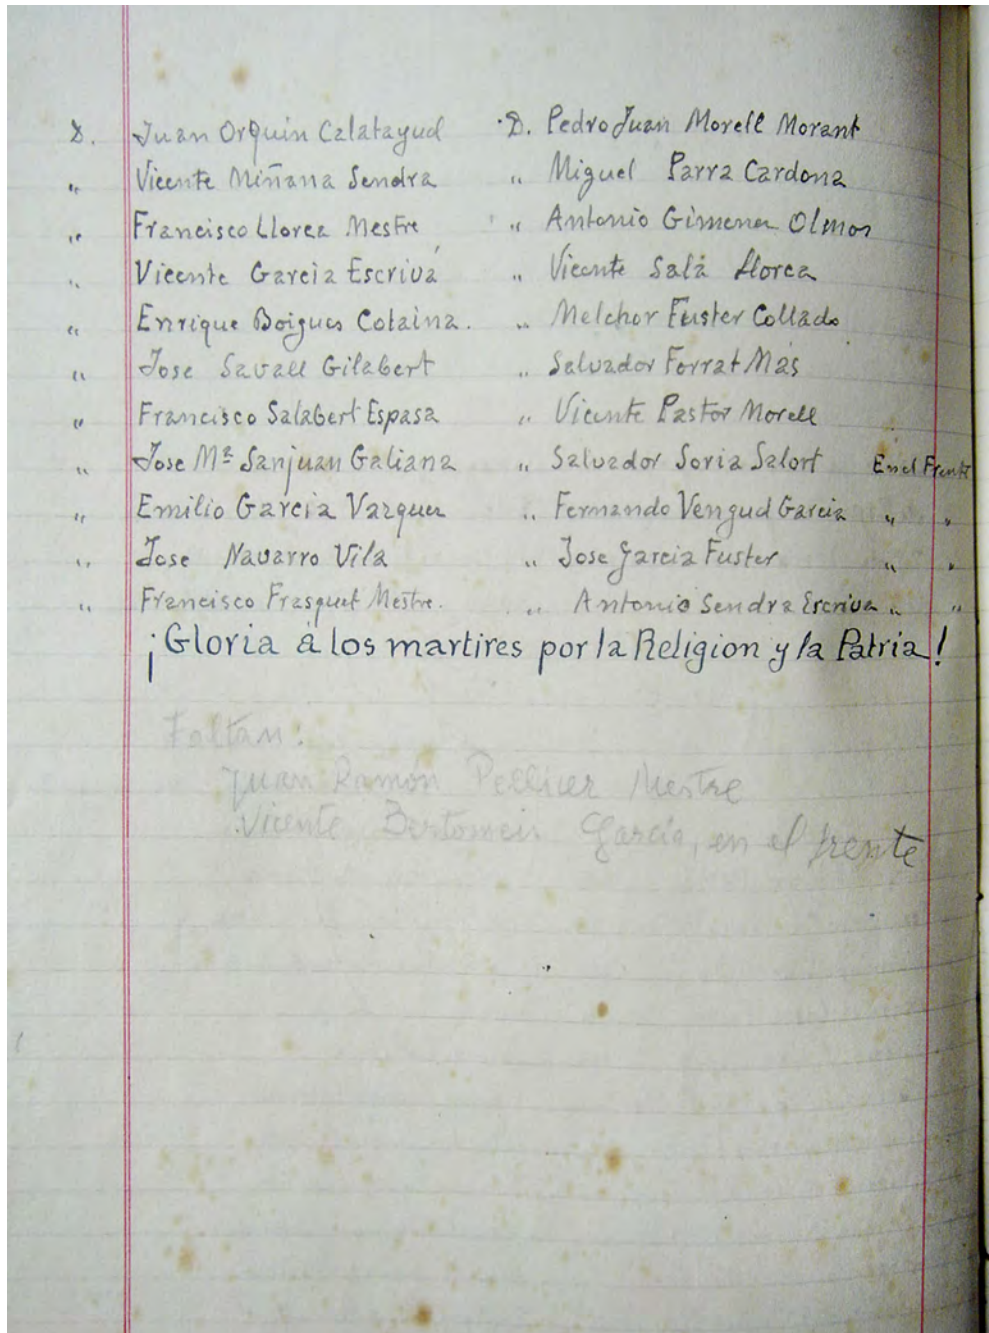 D. Juan Orquin Calatayud ·D. Pedro Juan Morell Morant
" Vicente Miñana Sendra " Miguel Parra Cardona
" Francisco Llorca Mestre " Antonio Gimenez Olmos
" Vicente Garcia Escrivá " Vicente Salá Llorca
" Enrique Boigues Cotaina. " Melchor Fuster Collado
" Jose Savall Gilabert " Salvador Ferrat Mas
" Francisco Salabert Espasa " Vicente Pastor Morell
" Jose Mª Sanjuan Galiana " Salvador Soria Salort En el Frente
" Emilio Garcia Vazquez " Fernando Vengud Garcia " "
" Jose Navarro Vila " Jose Garcia Fuster " "
" Francisco Frasquet Mestre. " Antonio Sendra Escriva " "
¡Gloria á los martires por la Religion y la Patria!
Faltan:
Juan Ramón Pellicer Mestre
Vicente Bertomeu García, en el frente